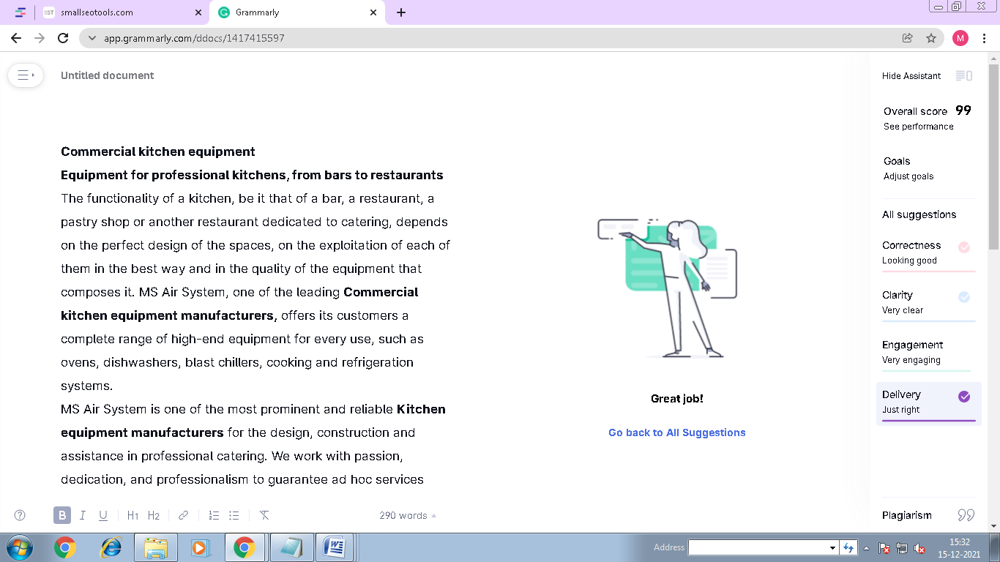 smallseotools.com
Grammarly
app.grammarly.com/ddocs/1417415597
M
Untitled document
Commercial kitchen equipment
Equipment for professional kitchens, from bars to restaurants
The functionality of a kitchen, be it that of a bar, a restaurant, a
pastry shop or another restaurant dedicated to catering, depends
on the perfect design of the spaces, on the exploitation of each of
them in the best way and in the quality of the equipment that
composes it. MS Air System, one of the leading Commercial
kitchen equipment manufacturers, offers its customers a
complete range of high-end equipment for every use, such as
ovens, dishwashers, blast chillers, cooking and refrigeration
systems.
MS Air System is one of the most prominent and reliable Kitchen
equipment manufacturers for the design, construction and
assistance in professional catering. We work with passion,
dedication, and professionalism to guarantee ad hoc services
B I U H1 H2
290 words
Great job!
Go back to All Suggestions
Hide Assistant
Overall score 99
See performance
Goals
Adjust goals
All suggestions
Correctness
Looking good
Clarity
Very clear
Engagement
Very engaging
Delivery
Just right
Plagiarism
Address
15:32
15-12-2021